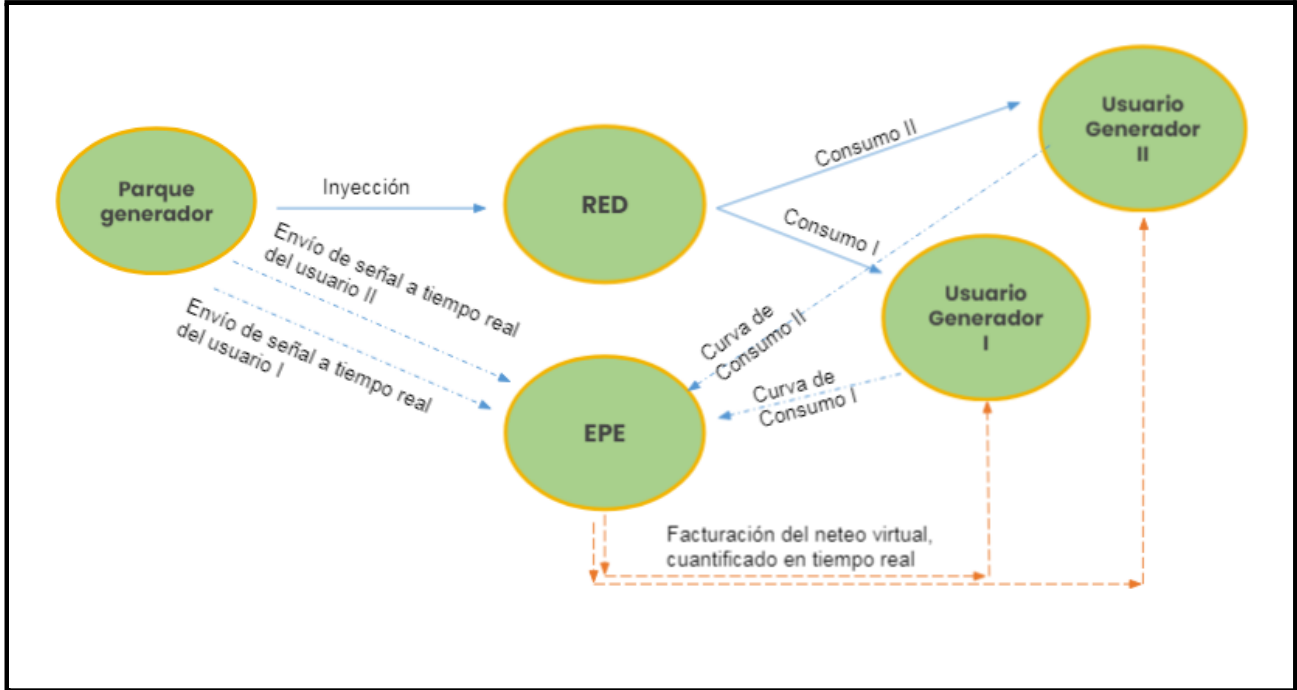 Parque
generador
Inyección
RED
Consumo II
Usuario
Generador
II
Consumo I
Usuario
Generador
I
Envío de señal a tiempo real
del usuario II
Envío de señal a tiempo real
del usuario I
Curva de
Consumo II
Curva de
Consumo I
EPE
Facturación del neteo virtual,
cuantificado en tiempo real